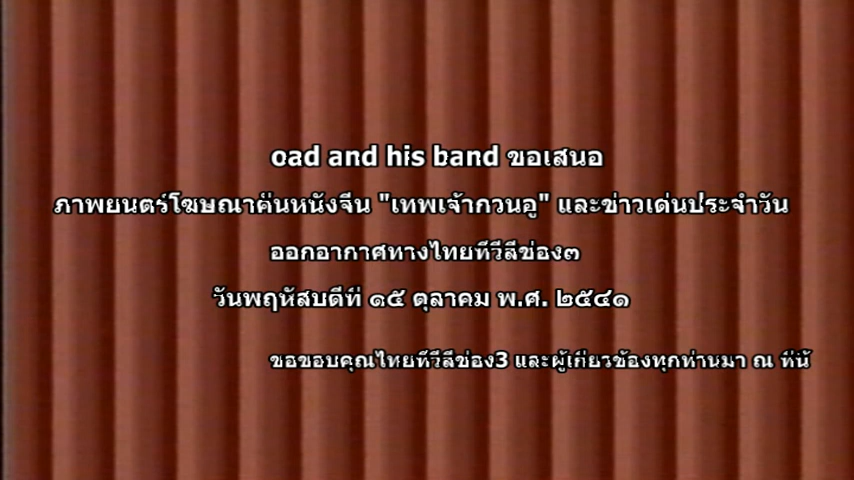 oad and his band ขอเสนอ
ภาพยนตร์โฆษณาคั่นหนังจีน "เทพเจ้ากวนอู" และข่าวเด่นประจำวัน
ออกอากาศทางไทยทีวีสีช่อง๓
วันพฤหัสบดีที่ ๑๕ ตุลาคม พ.ศ. ๒๕๔๑
ขอขอบคุณไทยทีวีสีช่อง3 และผู้เกี่ยวข้องทุกท่านมา ณ ที่นี้